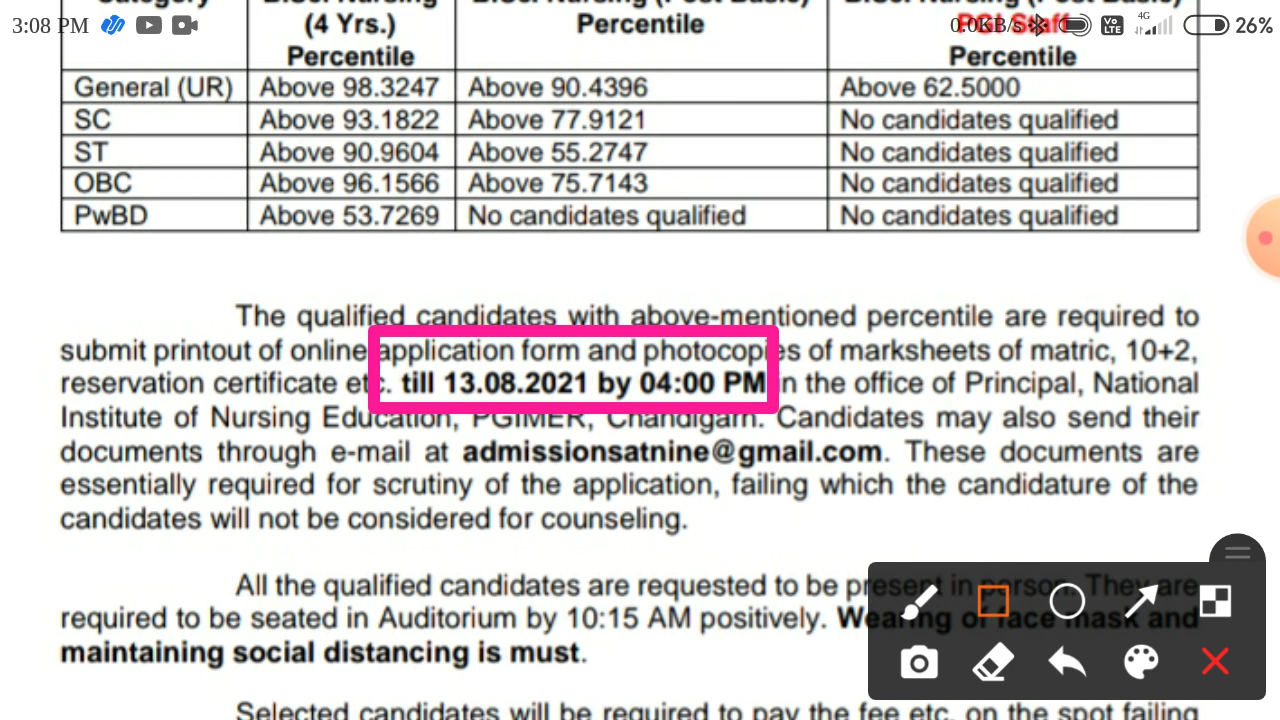 3:08 PM 0.0KB/s Vo LTE 4G 26%
Category B.Sc. Nursing B.Sc. Nursing (Post Basic) B.Sc. Nursing (Post Basic)
(4 Yrs.) Percentile PGI Staff
Percentile Percentile
General (UR) Above 98.3247 Above 90.4396 Above 62.5000
SC Above 93.1822 Above 77.9121 No candidates qualified
ST Above 90.9604 Above 55.2747 No candidates qualified
OBC Above 96.1566 Above 75.7143 No candidates qualified
PwBD Above 53.7269 No candidates qualified No candidates qualified
The qualified candidates with above-mentioned percentile are required to
submit printout of online application form and photocopies of marksheets of matric, 10+2,
reservation certificate etc. till 13.08.2021 by 04:00 PM in the office of Principal, National
Institute of Nursing Education, PGIMER, Chandigarh. Candidates may also send their
documents through e-mail at admissionsatnine@gmail.com. These documents are
essentially required for scrutiny of the application, failing which the candidature of the
candidates will not be considered for counseling.
All the qualified candidates are requested to be present in person. They are
required to be seated in Auditorium by 10:15 AM positively. Wearing of face mask and
maintaining social distancing is must.
Selected candidates will be required to pay the fee etc. on the spot failing